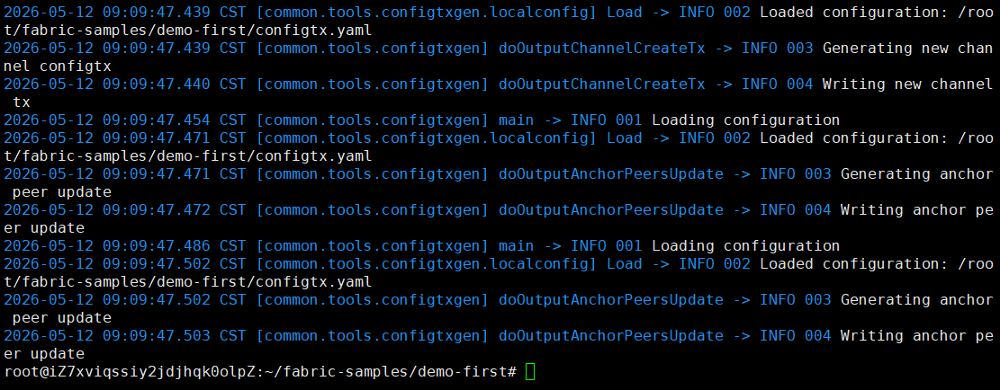 2026-05-12 09:09:47.439 CST [common.tools.configtxgen.localconfig] Load -> INFO 002 Loaded configuration: /roo
t/fabric-samples/demo-first/configtx.yaml
2026-05-12 09:09:47.439 CST [common.tools.configtxgen] doOutputChannelCreateTx -> INFO 003 Generating new chan
nel configtx
2026-05-12 09:09:47.440 CST [common.tools.configtxgen] doOutputChannelCreateTx -> INFO 004 Writing new channel
 tx
2026-05-12 09:09:47.454 CST [common.tools.configtxgen] main -> INFO 001 Loading configuration
2026-05-12 09:09:47.471 CST [common.tools.configtxgen.localconfig] Load -> INFO 002 Loaded configuration: /roo
t/fabric-samples/demo-first/configtx.yaml
2026-05-12 09:09:47.471 CST [common.tools.configtxgen] doOutputAnchorPeersUpdate -> INFO 003 Generating anchor
 peer update
2026-05-12 09:09:47.472 CST [common.tools.configtxgen] doOutputAnchorPeersUpdate -> INFO 004 Writing anchor pe
er update
2026-05-12 09:09:47.486 CST [common.tools.configtxgen] main -> INFO 001 Loading configuration
2026-05-12 09:09:47.502 CST [common.tools.configtxgen.localconfig] Load -> INFO 002 Loaded configuration: /roo
t/fabric-samples/demo-first/configtx.yaml
2026-05-12 09:09:47.502 CST [common.tools.configtxgen] doOutputAnchorPeersUpdate -> INFO 003 Generating anchor
 peer update
2026-05-12 09:09:47.503 CST [common.tools.configtxgen] doOutputAnchorPeersUpdate -> INFO 004 Writing anchor pe
er update
root@iZ7xviqssiy2jdjhqk0olpZ:~/fabric-samples/demo-first#